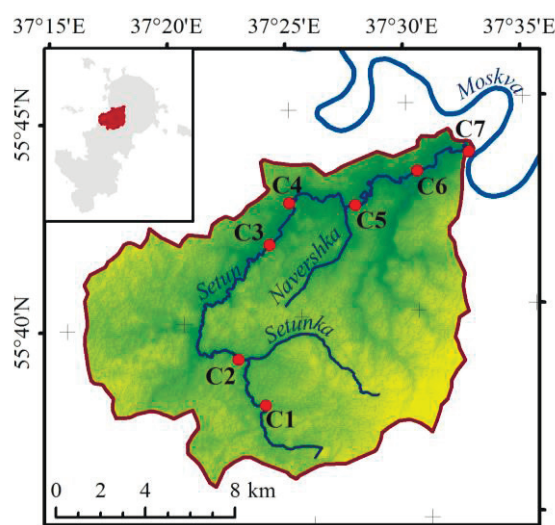 37°15'E 37°20'E 37°25'E 37°30'E 37°35'E
55°45'N
55°40'N
Moskva
C7
C6
C4
C5
C3
Setun
Navershka
Setunka
C2
C1
0 2 4 8 km